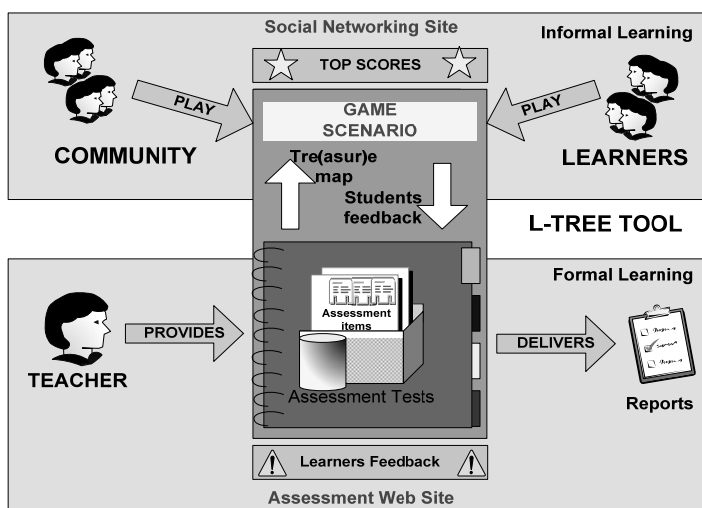 Social Networking Site
Informal Learning
TOP SCORES
PLAY
PLAY
GAME
SCENARIO
COMMUNITY
LEARNERS
Tre(asur)e
map
Students
feedback
L-TREE TOOL
Formal Learning
Assessment
items
PROVIDES
DELIVERS
TEACHER
Assessment Tests
Reports
Learners Feedback
Assessment Web Site